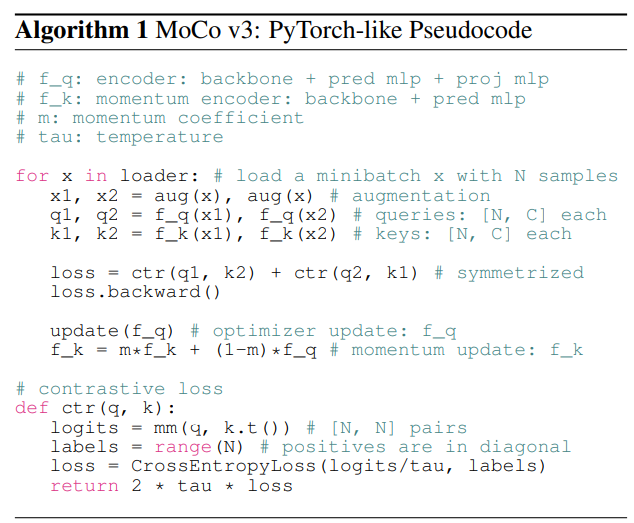 Algorithm 1 MoCo v3: PyTorch-like Pseudocode
# f_q: encoder: backbone + pred mlp + proj mlp
# f_k: momentum encoder: backbone + pred mlp
# m: momentum coefficient
# tau: temperature
for x in loader: # load a minibatch x with N samples
x1, x2 = aug(x), aug(x) # augmentation
q1, q2 = f_q(x1), f_q(x2) # queries: [N, C] each
k1, k2 = f_k(x1), f_k(x2) # keys: [N, C] each
loss = ctr(q1, k2) + ctr(q2, k1) # symmetrized
loss.backward()
update(f_q) # optimizer update: f_q
f_k = m*f_k + (1-m)*f_q # momentum update: f_k
# contrastive loss
def ctr(q, k):
logits = mm(q, k.t()) # [N, N] pairs
labels = range(N) # positives are in diagonal
loss = CrossEntropyLoss(logits/tau, labels)
return 2 * tau * loss